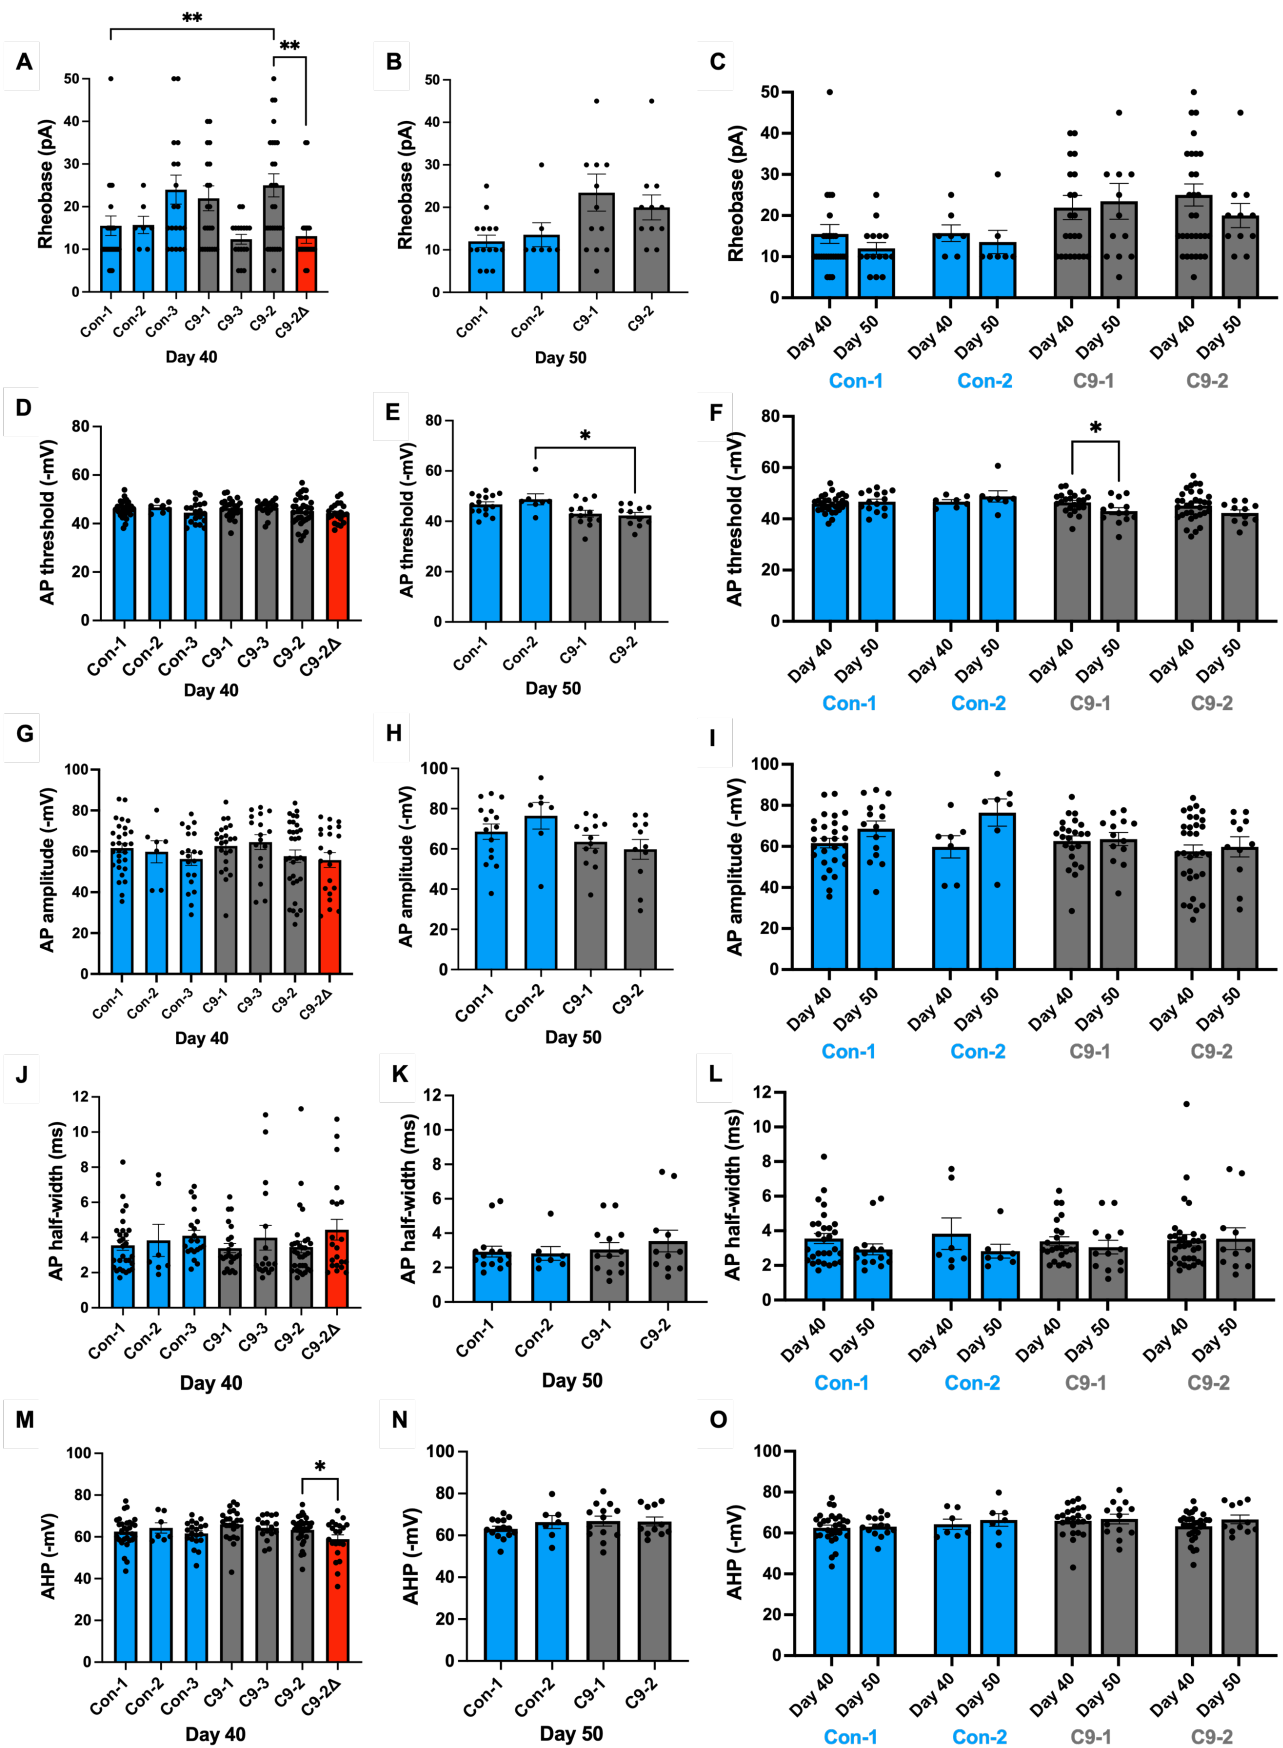 A
**
**
Rheobase (pA)
50
40
30
20
10
0
Con-1
Con-2
Con-3
C9-1
C9-3
C9-2
C9-2Δ
Day 40
B
Rheobase (pA)
50
40
30
20
10
0
Con-1
Con-2
C9-1
C9-2
Day 50
C
Rheobase (pA)
50
40
30
20
10
0
Day 40
Day 50
Day 40
Day 50
Day 40
Day 50
Day 40
Day 50
Con-1
Con-2
C9-1
C9-2
D
AP threshold (-mV)
80
60
40
20
0
Con-1
Con-2
Con-3
C9-1
C9-3
C9-2
C9-2Δ
Day 40
E
*
AP threshold (-mV)
80
60
40
20
0
Con-1
Con-2
C9-1
C9-2
Day 50
F
*
AP threshold (-mV)
80
60
40
20
0
Day 40
Day 50
Day 40
Day 50
Day 40
Day 50
Day 40
Day 50
Con-1
Con-2
C9-1
C9-2
G
AP amplitude (-mV)
100
80
60
40
20
0
Con-1
Con-2
Con-3
C9-1
C9-3
C9-2
C9-2Δ
Day 40
H
AP amplitude (-mV)
100
80
60
40
20
0
Con-1
Con-2
C9-1
C9-2
Day 50
I
AP amplitude (-mV)
100
80
60
40
20
0
Day 40
Day 50
Day 40
Day 50
Day 40
Day 50
Day 40
Day 50
Con-1
Con-2
C9-1
C9-2
J
AP half-width (ms)
12
10
8
6
4
2
0
Con-1
Con-2
Con-3
C9-1
C9-3
C9-2
C9-2Δ
Day 40
K
AP half-width (ms)
12
10
8
6
4
2
0
Con-1
Con-2
C9-1
C9-2
Day 50
L
AP half-width (ms)
12
10
8
6
4
2
0
Day 40
Day 50
Day 40
Day 50
Day 40
Day 50
Day 40
Day 50
Con-1
Con-2
C9-1
C9-2
M
*
AHP (-mV)
100
80
60
40
20
0
Con-1
Con-2
Con-3
C9-1
C9-3
C9-2
C9-2Δ
Day 40
N
AHP (-mV)
100
80
60
40
20
0
Con-1
Con-2
C9-1
C9-2
Day 50
O
AHP (-mV)
100
80
60
40
20
0
Day 40
Day 50
Day 40
Day 50
Day 40
Day 50
Day 40
Day 50
Con-1
Con-2
C9-1
C9-2